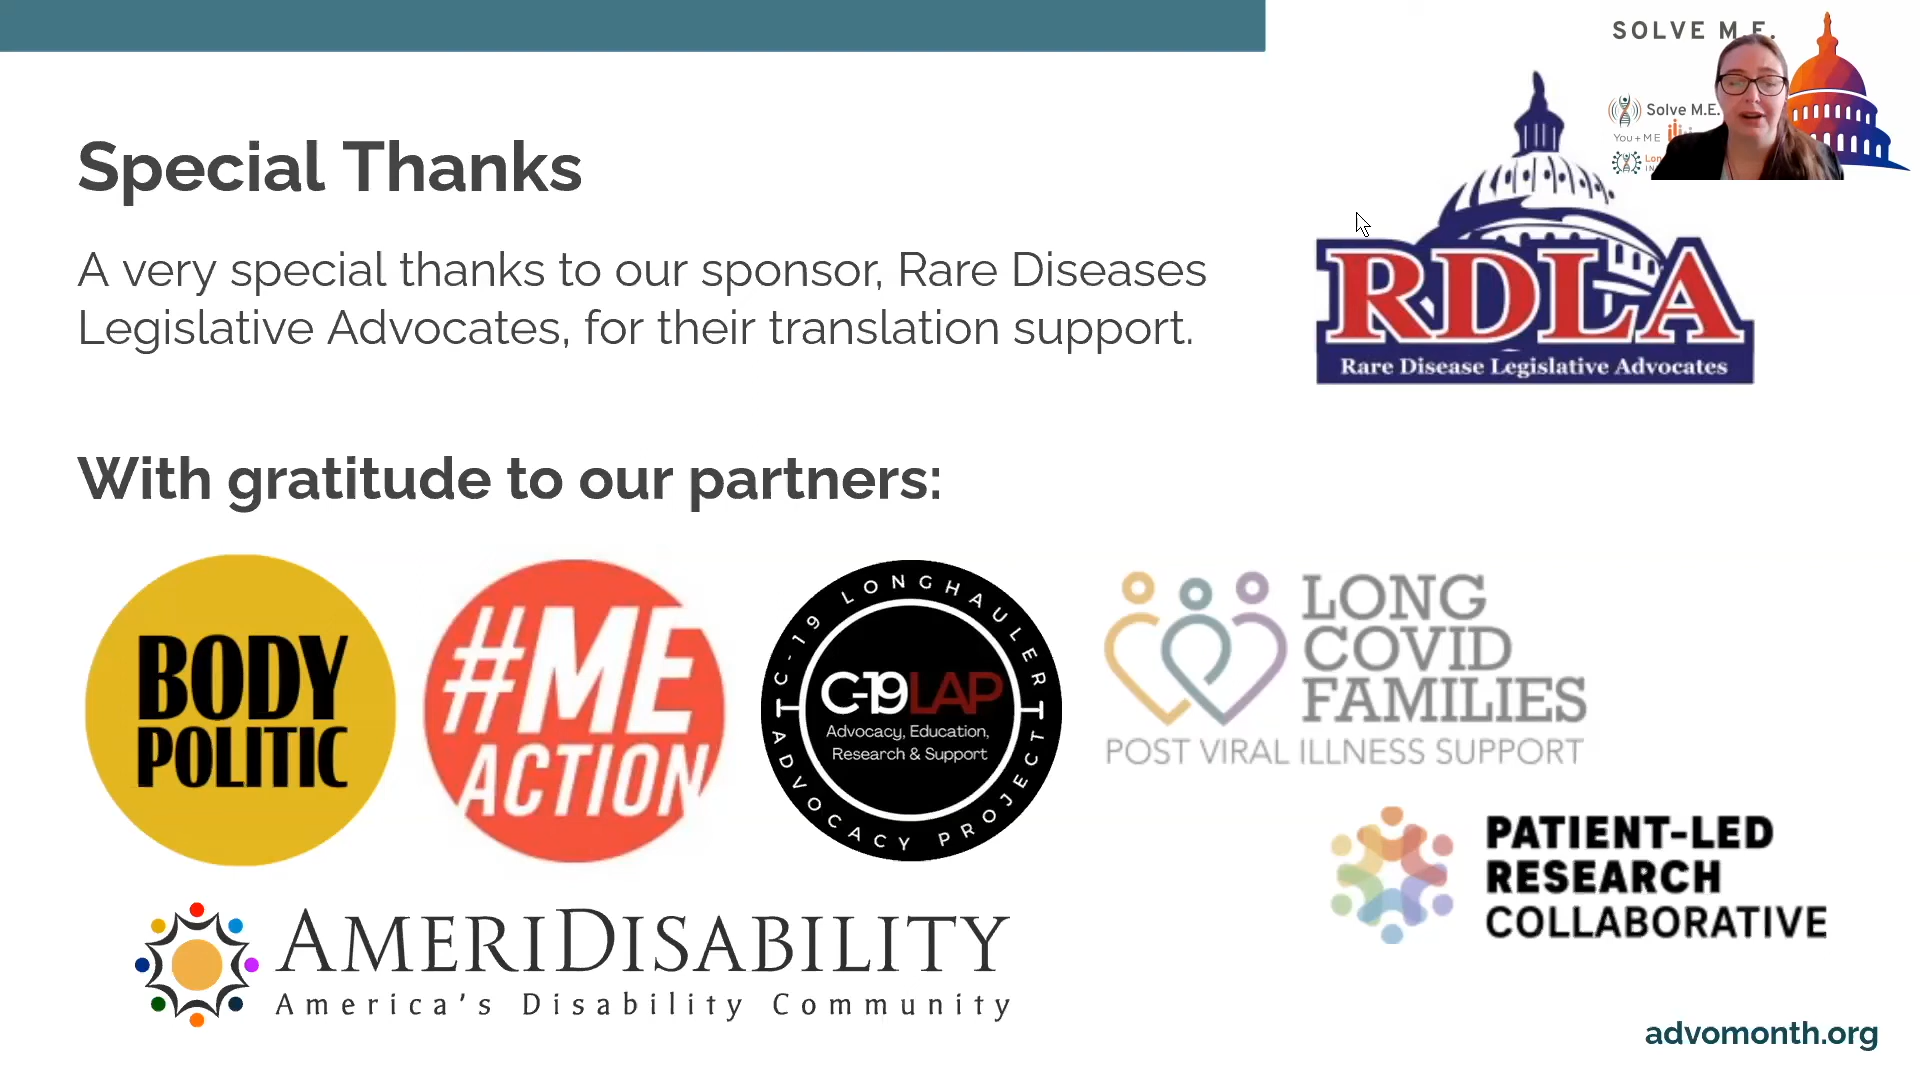 SOLVE M.E.
Solve M.E.
You+ME
Special Thanks
A very special thanks to our sponsor, Rare Diseases
Legislative Advocates, for their translation support.
RDLA
Rare Disease Legislative Advocates
With gratitude to our partners:
BODY
POLITIC
#ME
ACTION
C-19 LONGHAULER
C-19LAP
Advocacy, Education,
Research & Support
ADVOCACY PROJECT
LONG
COVID
FAMILIES
POST VIRAL ILLNESS SUPPORT
PATIENT-LED
RESEARCH
COLLABORATIVE
AMERIDISABILITY
America's Disability Community
advomonth.org